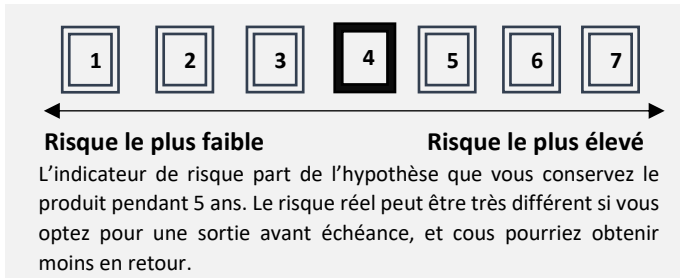 1 2 3 4 5 6 7
Risque le plus faible Risque le plus élevé
L'indicateur de risque part de l'hypothèse que vous conservez le
produit pendant 5 ans. Le risque réel peut être très différent si vous
optez pour une sortie avant échéance, et cous pourriez obtenir
moins en retour.